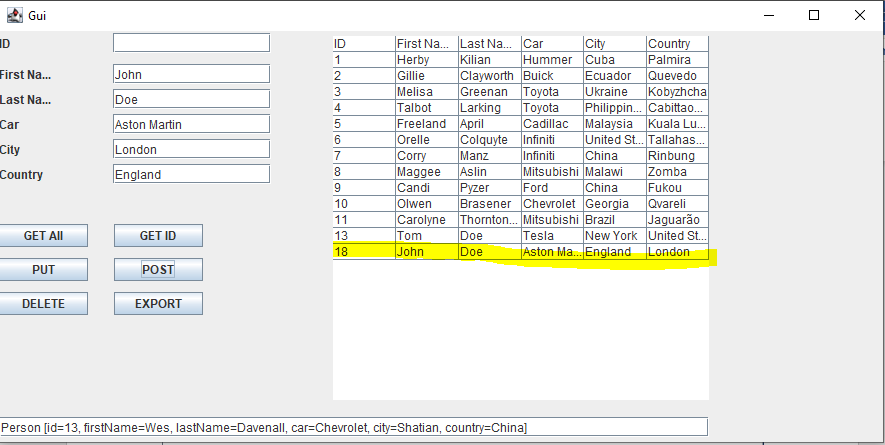 Gui
ID
First Na... John
Last Na... Doe
Car Aston Martin
City London
Country England
GET All GET ID
PUT POST
DELETE EXPORT
ID First Na... Last Na... Car City Country
1 Herby Kilian Hummer Cuba Palmira
2 Gillie Clayworth Buick Ecuador Quevedo
3 Melisa Greenan Toyota Ukraine Kobyzhcha
4 Talbot Larking Toyota Philippin... Cabittao...
5 Freeland April Cadillac Malaysia Kuala Lu...
6 Orelle Colquyte Infiniti United St... Tallahas...
7 Corry Manz Infiniti China Rinbung
8 Maggee Aslin Mitsubishi Malawi Zomba
9 Candi Pyzer Ford China Fukou
10 Olwen Brasener Chevrolet Georgia Qvareli
11 Carolyne Thornton... Mitsubishi Brazil Jaguarão
13 Tom Doe Tesla New York United St...
18 John Doe Aston Ma... England London
Person [id=13, firstName=Wes, lastName=Davenall, car=Chevrolet, city=Shatian, country=China]